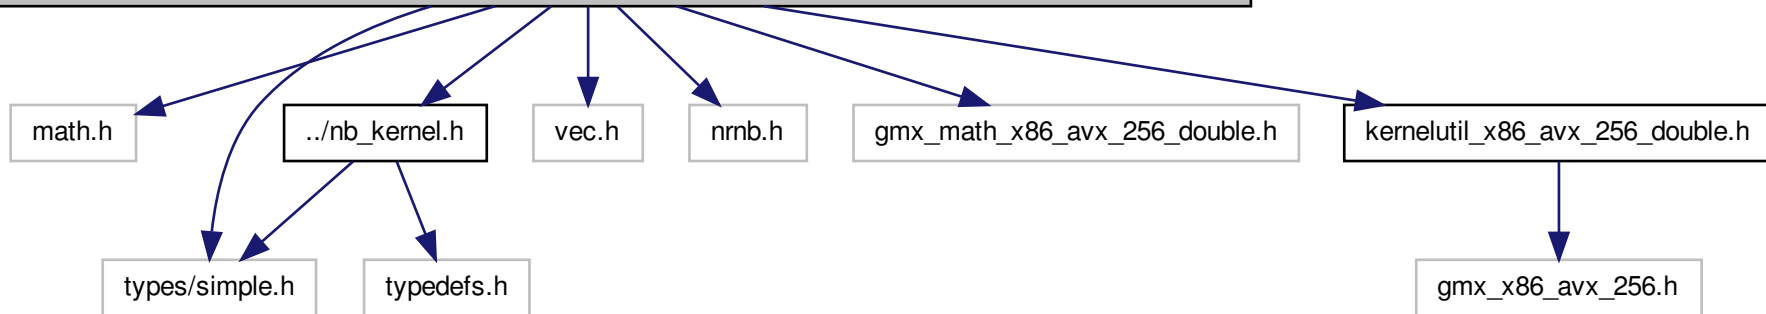 math.h
../nb_kernel.h
vec.h
nrnb.h
gmx_math_x86_avx_256_double.h
kernelutil_x86_avx_256_double.h
types/simple.h
typedefs.h
gmx_x86_avx_256.h